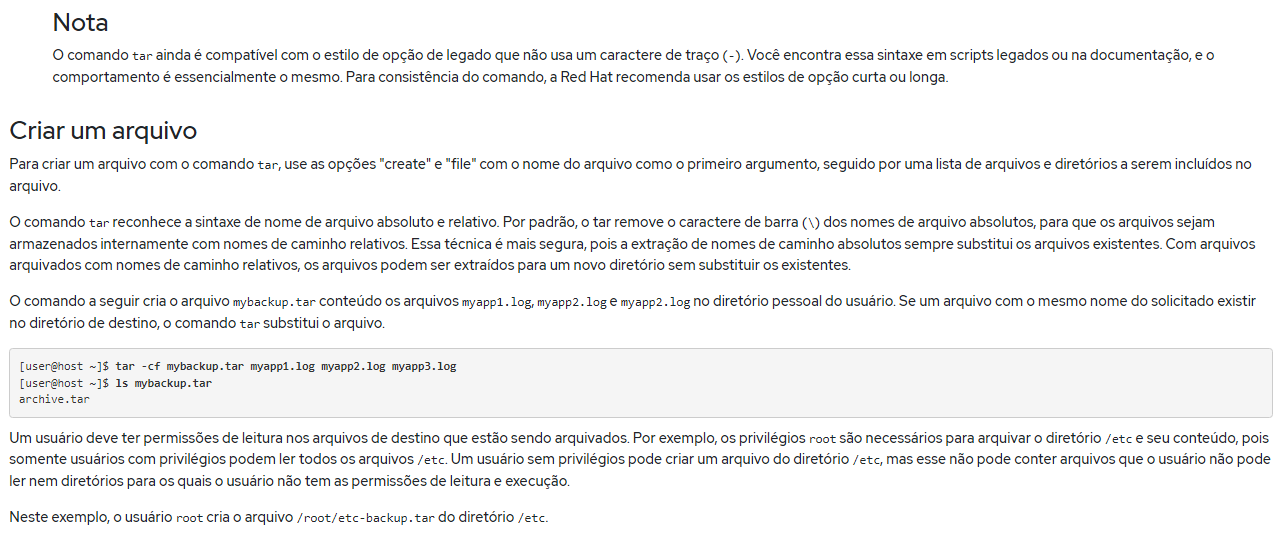 Nota
O comando tar ainda é compatível com o estilo de opção de legado que não usa um caractere de traço (-). Você encontra essa sintaxe em scripts legados ou na documentação, e o
comportamento é essencialmente o mesmo. Para consistência do comando, a Red Hat recomenda usar os estilos de opção curta ou longa.
Criar um arquivo
Para criar um arquivo com o comando tar, use as opções "create" e "file" com o nome do arquivo como o primeiro argumento, seguido por uma lista de arquivos e diretórios a serem incluídos no
arquivo.
O comando tar reconhece a sintaxe de nome de arquivo absoluto e relativo. Por padrão, o tar remove o caractere de barra (\) dos nomes de arquivo absolutos, para que os arquivos sejam
armazenados internamente com nomes de caminho relativos. Essa técnica é mais segura, pois a extração de nomes de caminho absolutos sempre substitui os arquivos existentes. Com arquivos
arquivados com nomes de caminho relativos, os arquivos podem ser extraídos para um novo diretório sem substituir os existentes.
O comando a seguir cria o arquivo mybackup.tar conteúdo os arquivos myapp1.log, myapp2.log e myapp2.log no diretório pessoal do usuário. Se um arquivo com o mesmo nome do solicitado existir
no diretório de destino, o comando tar substitui o arquivo.
[user@host ~]$ tar -cf mybackup.tar myapp1.log myapp2.log myapp3.log
[user@host ~]$ ls mybackup.tar
archive.tar
Um usuário deve ter permissões de leitura nos arquivos de destino que estão sendo arquivados. Por exemplo, os privilégios root são necessários para arquivar o diretório /etc e seu conteúdo, pois
somente usuários com privilégios podem ler todos os arquivos /etc. Um usuário sem privilégios pode criar um arquivo do diretório /etc, mas esse não pode conter arquivos que o usuário não pode
ler nem diretórios para os quais o usuário não tem as permissões de leitura e execução.
Neste exemplo, o usuário root cria o arquivo /root/etc-backup.tar do diretório /etc.